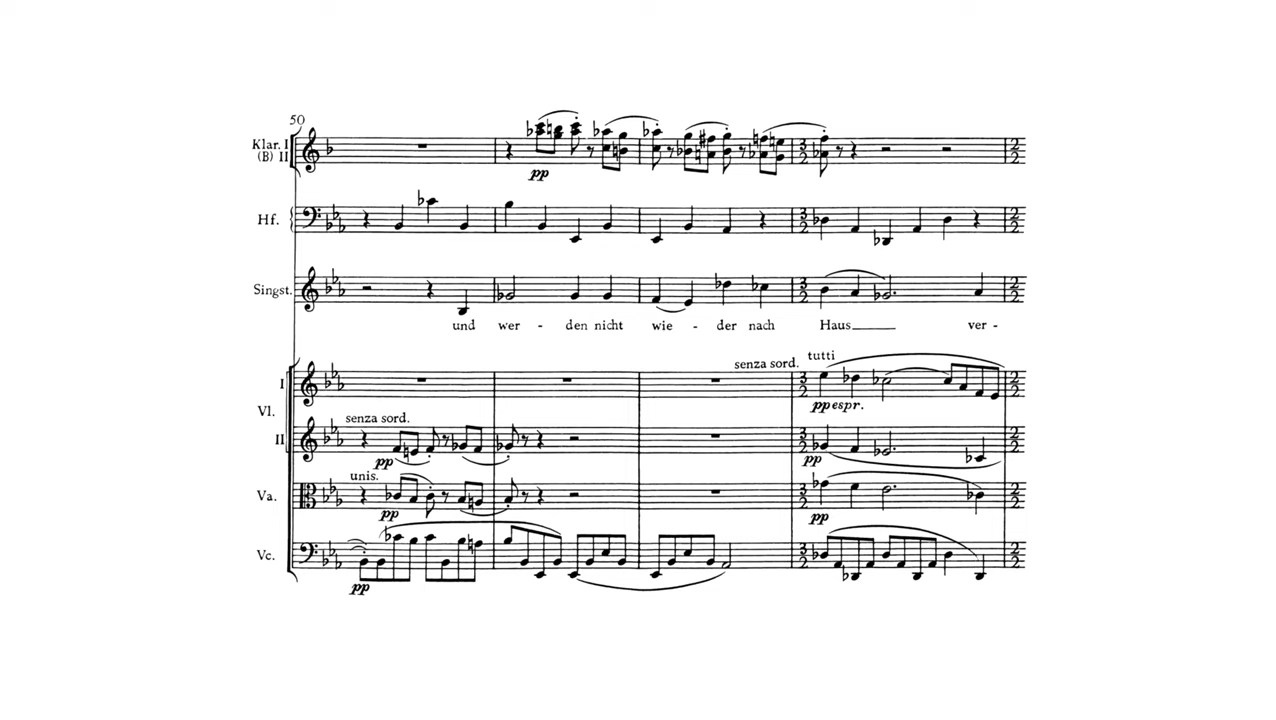 50
Klar. I
(B) II
pp
Hf.
Singst.
und wer - den nicht wie - der nach Haus ver -
senza sord. tutti
I
pp espr.
Vl.
senza sord.
II
pp pp
unis.
Va.
pp pp
Vc.
pp